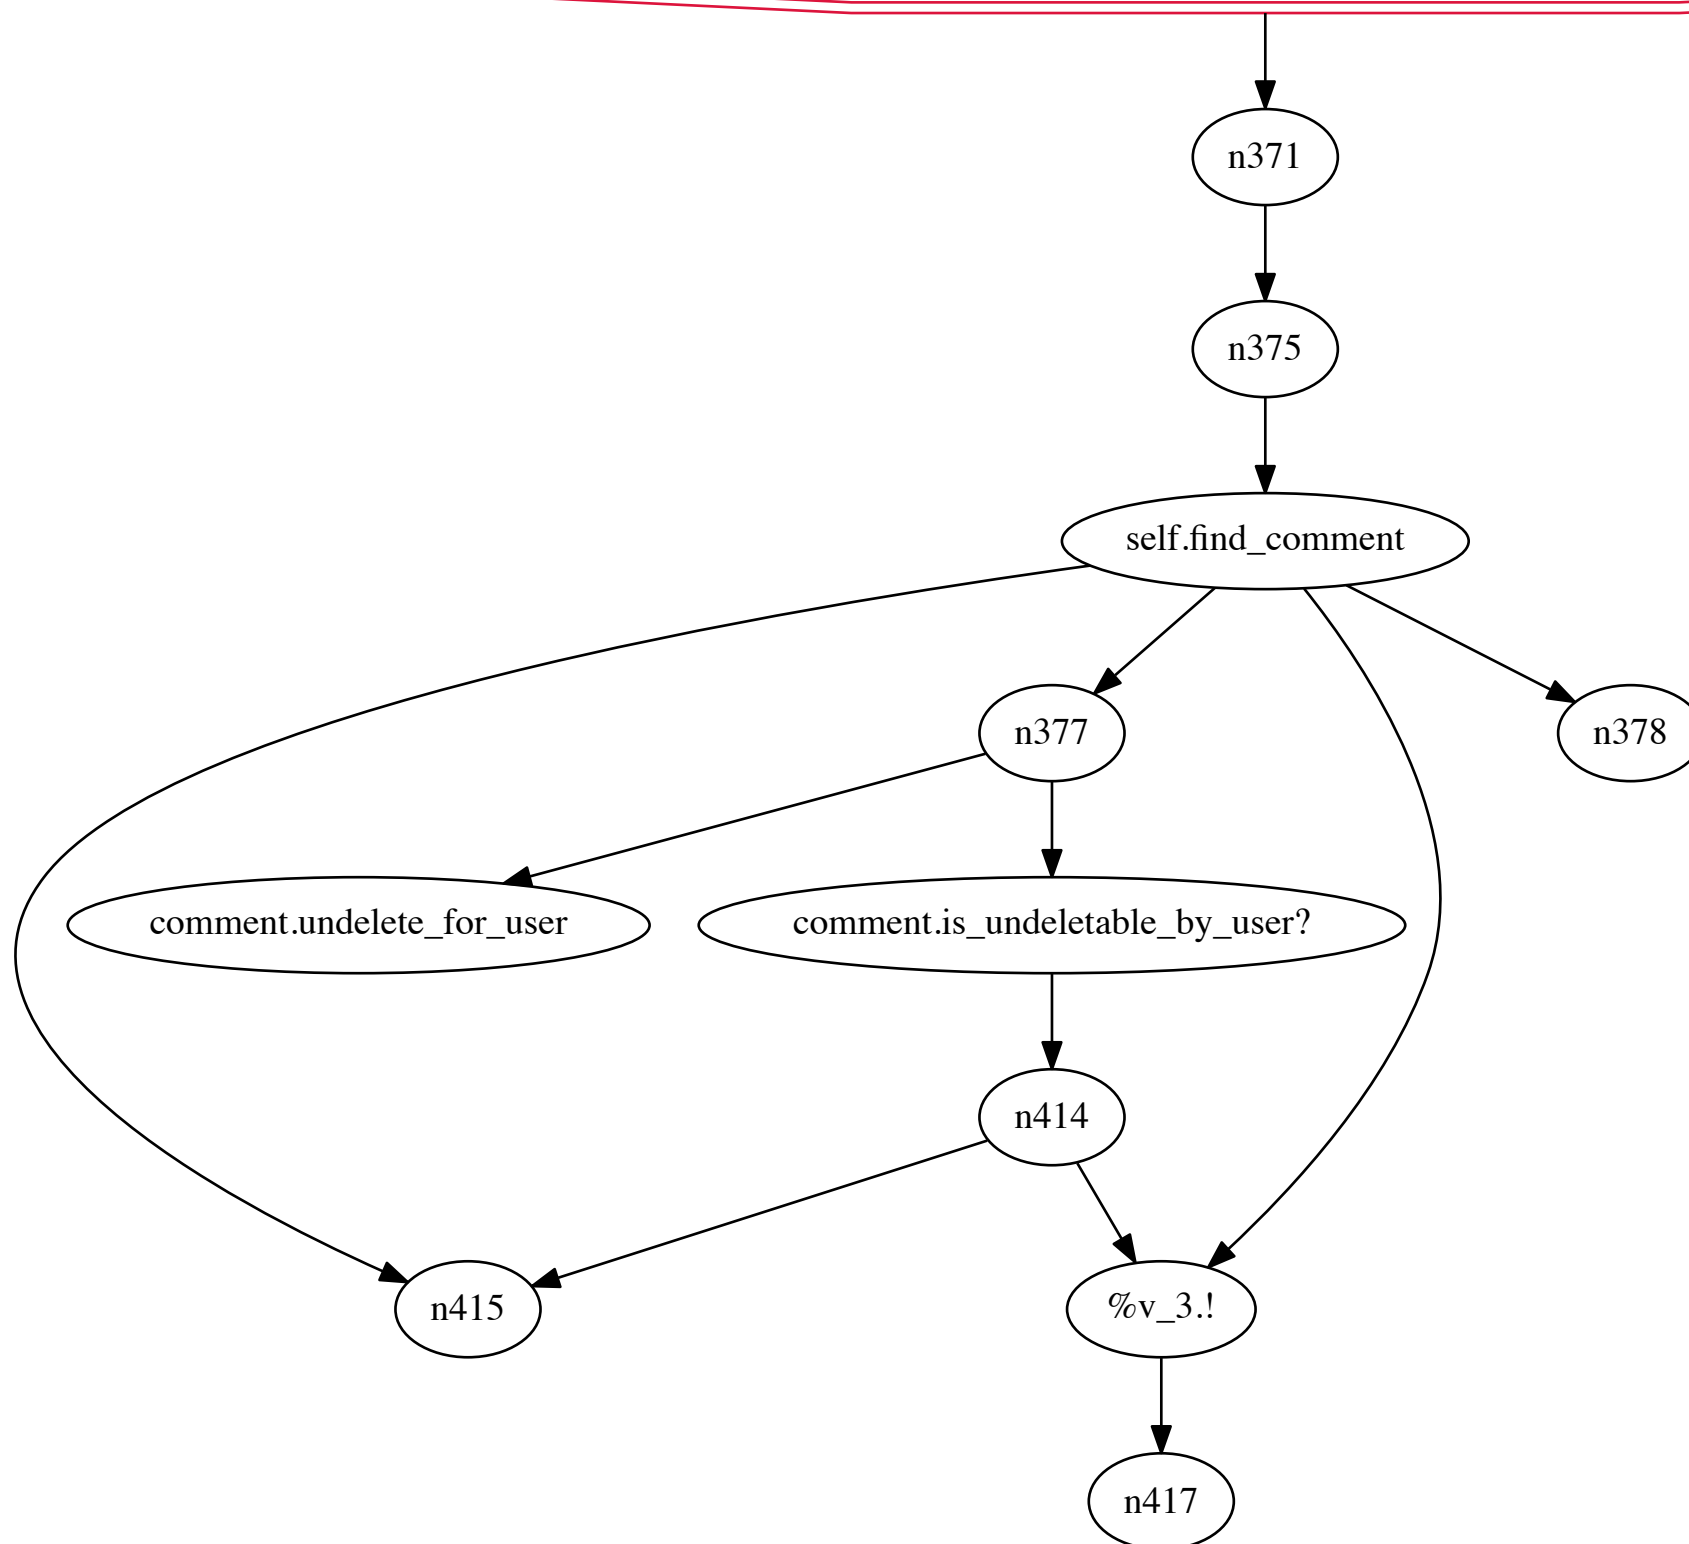 n371
n375
self.find_comment
n377
n378
comment.undelete_for_user
comment.is_undeletable_by_user?
n414
n415
%v_3.!
n417